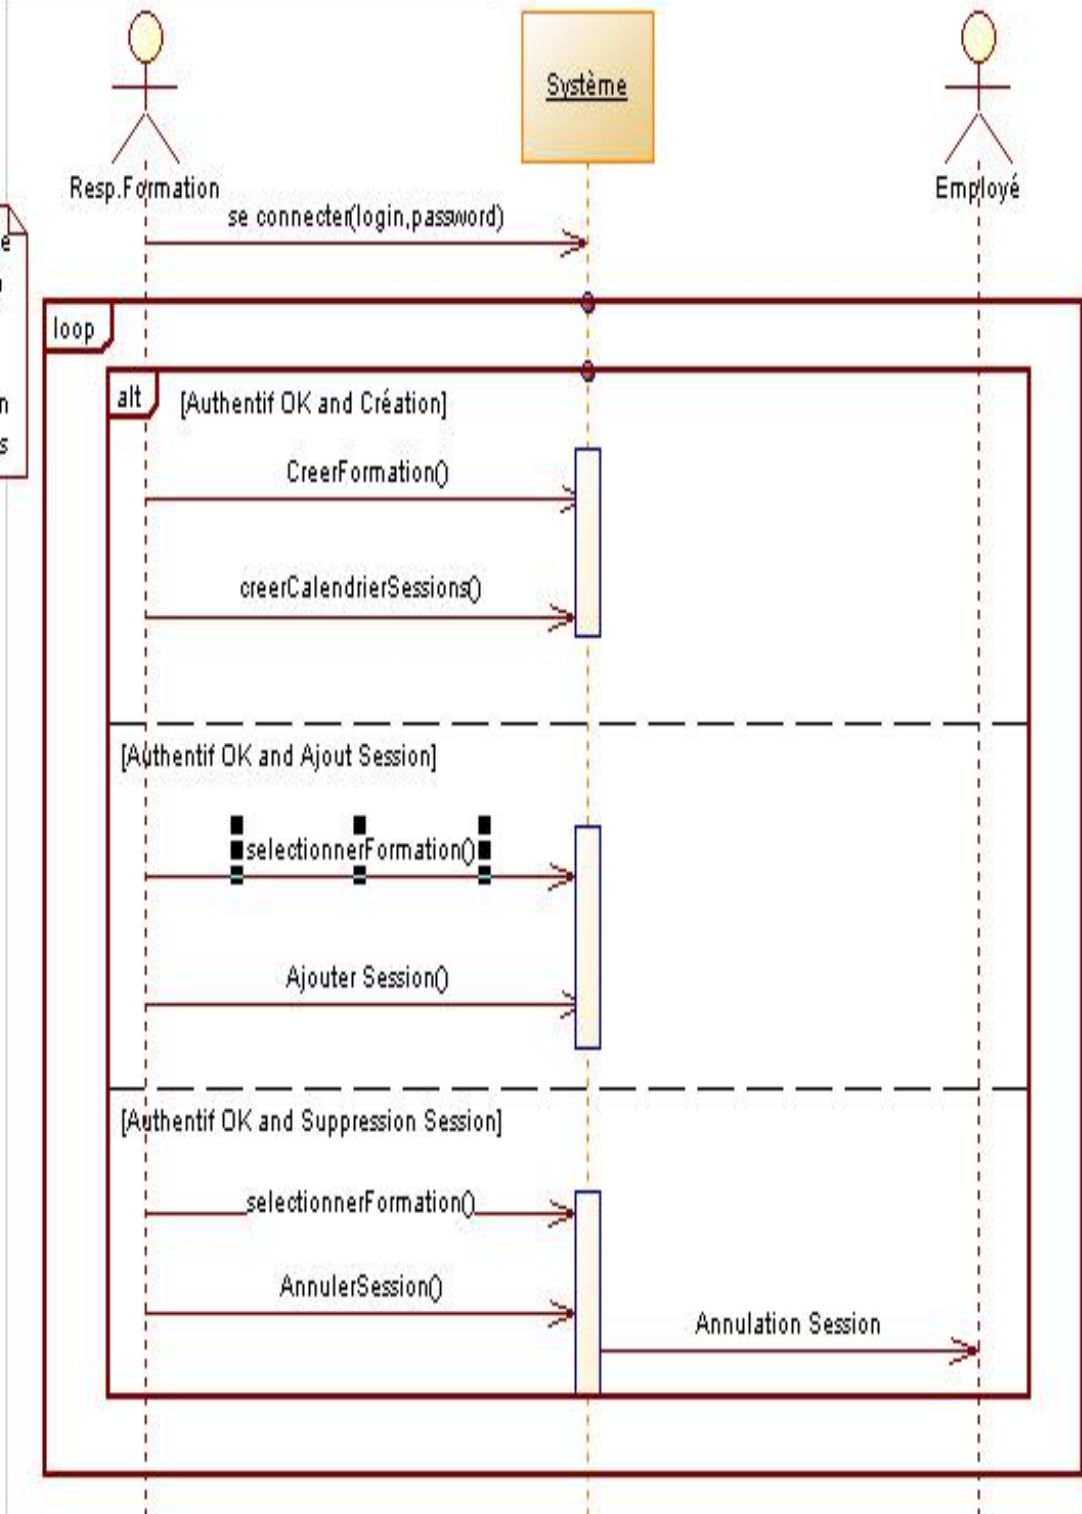 Système
Resp.Formation
Employé
se connecter(login,password)
loop
alt
[Authentif OK and Création]
CreerFormation()
creerCalendrierSessions()
[Authentif OK and Ajout Session]
selectionnerFormation()
Ajouter Session()
[Authentif OK and Suppression Session]
selectionnerFormation()
AnnulerSession()
Annulation Session